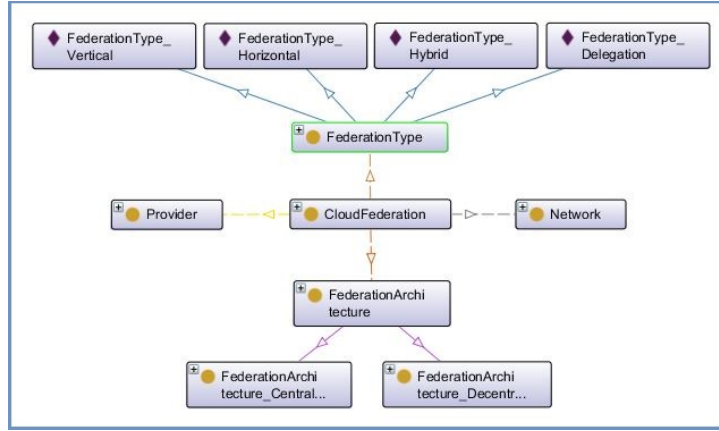 FederationType_
Vertical
FederationType_
Horizontal
FederationType_
Hybrid
FederationType_
Delegation
FederationType
Provider
CloudFederation
Network
FederationArchi
tecture
FederationArchi
tecture_Central...
FederationArchi
tecture_Decentr...